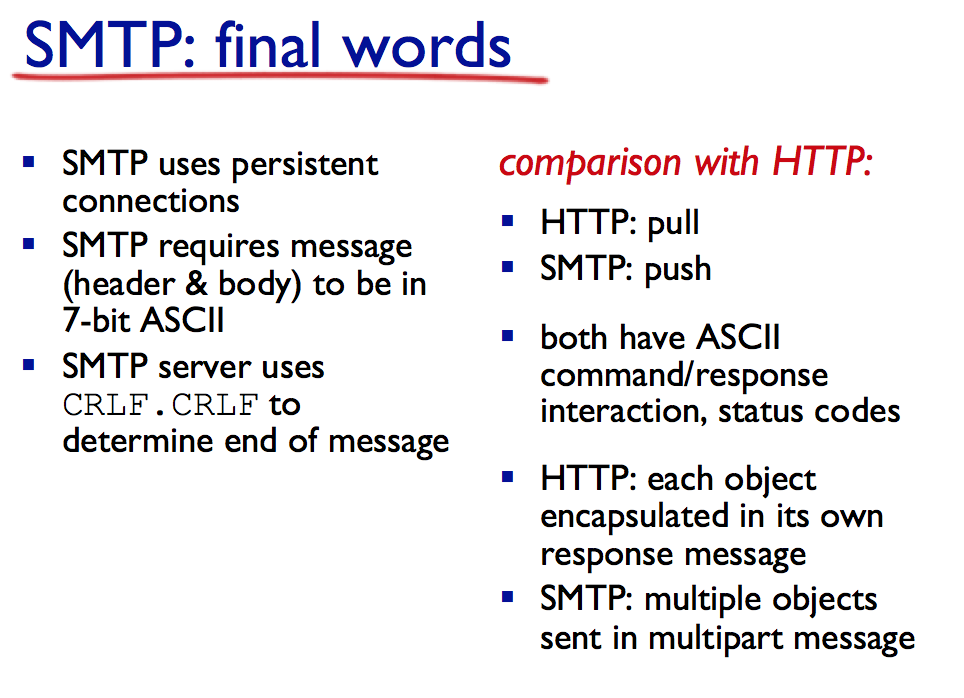 SMTP: final words
▪ SMTP uses persistent
connections
▪ SMTP requires message
(header & body) to be in
7-bit ASCII
▪ SMTP server uses
CRLF.CRLF to
determine end of message
comparison with HTTP:
▪ HTTP: pull
▪ SMTP: push
▪ both have ASCII
command/response
interaction, status codes
▪ HTTP: each object
encapsulated in its own
response message
▪ SMTP: multiple objects
sent in multipart message